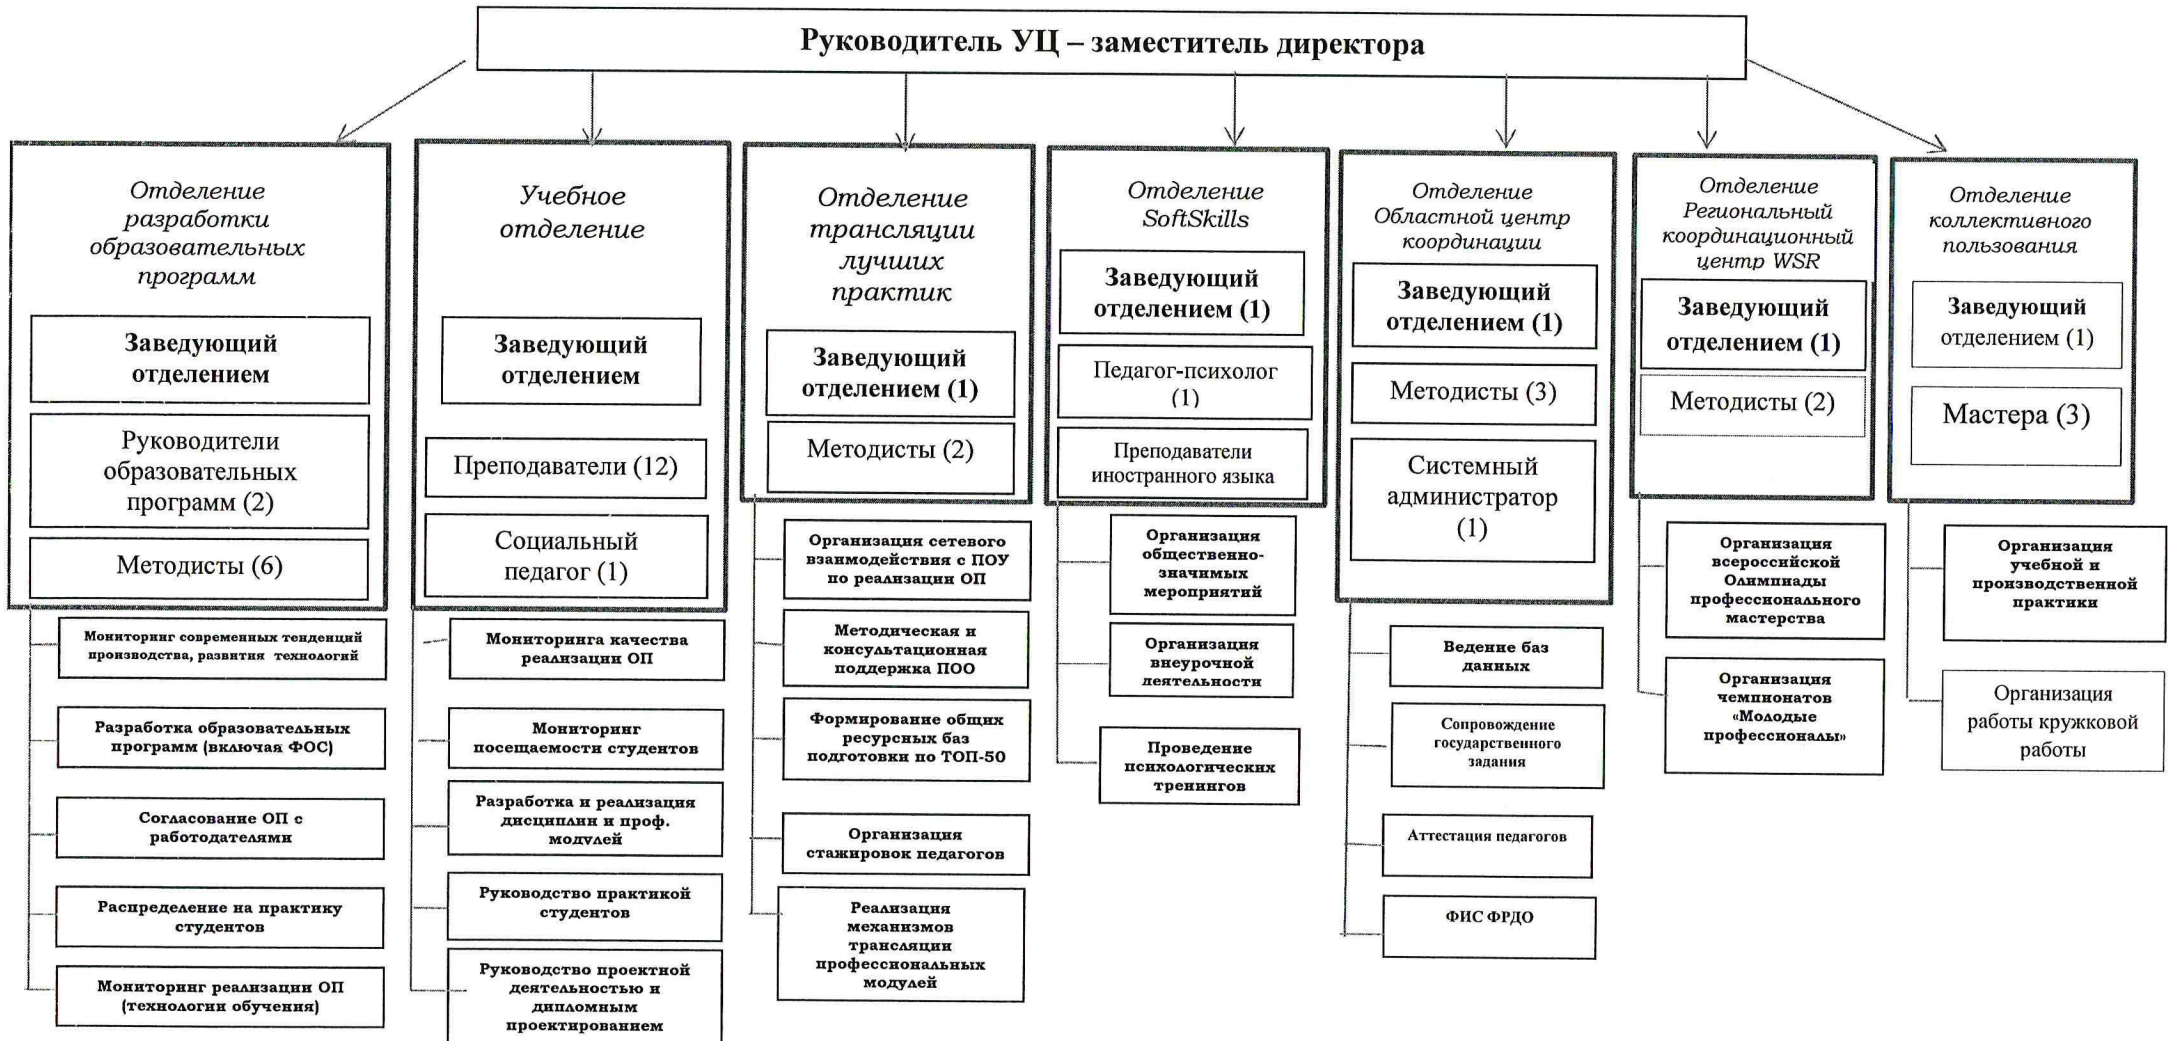 Руководитель УЦ – заместитель директора
Отделение
разработки
образовательных
программ
Заведующий
отделением
Руководители
образовательных
программ (2)
Методисты (6)
Мониторинг современных тенденций
производства, развития технологий
Разработка образовательных
программ (включая ФОС)
Согласование ОП с
работодателями
Распределение на практику
студентов
Мониторинг реализации ОП
(технологии обучения)
Учебное
отделение
Заведующий
отделением
Преподаватели (12)
Социальный
педагог (1)
Мониторинга качества
реализации ОП
Мониторинг
посещаемости студентов
Разработка и реализация
дисциплин и проф.
модулей
Руководство практикой
студентов
Руководство проектной
деятельностью и
дипломным
проектированием
Отделение
трансляции
лучших
практик
Заведующий
отделением (1)
Методисты (2)
Организация сетевого
взаимодействия с ПОУ
по реализации ОП
Методическая и
консультационная
поддержка ПОО
Формирование общих
ресурсных баз
подготовки по ТОП-50
Организация
стажировок педагогов
Реализация
механизмов
трансляции
профессиональных
модулей
Отделение
SoftSkills
Заведующий
отделением (1)
Педагог-психолог
(1)
Преподаватели
иностранного языка
Организация
общественно-
значимых
мероприятий
Организация
внеурочной
деятельности
Проведение
психологических
тренингов
Отделение
Областной центр
координации
Заведующий
отделением (1)
Методисты (3)
Системный
администратор
(1)
Ведение баз
данных
Сопровождение
государственного
задания
Аттестация педагогов
ФИС ФРДО
Отделение
Региональный
координационный
центр WSR
Заведующий
отделением (1)
Методисты (2)
Организация
всероссийской
Олимпиады
профессионального
мастерства
Организация
чемпионатов
«Молодые
профессионалы»
Отделение
коллективного
пользования
Заведующий
отделением (1)
Мастера (3)
Организация
учебной и
производственной
практики
Организация
работы кружковой
работы